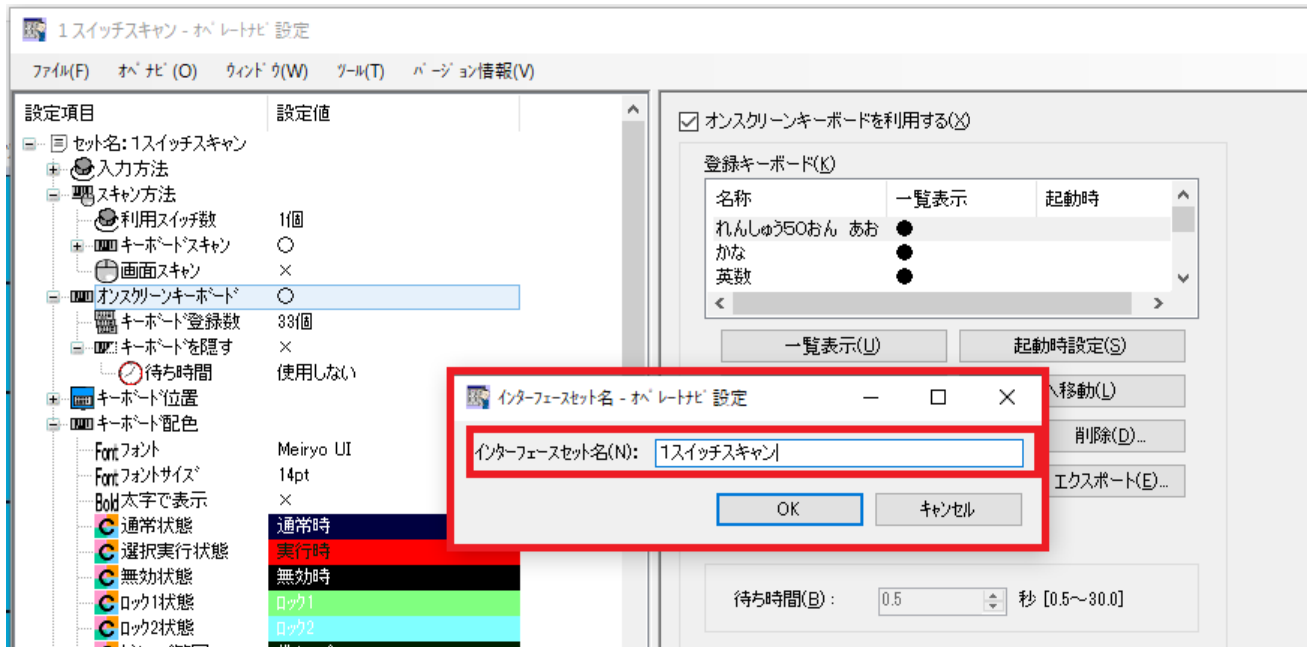 1スイッチスキャン - オペレートナビ 設定
ファイル(F) オペナビ(O) ウィンドウ(W) ツール(T) バージョン情報(V)
設定項目 設定値
セット名: 1スイッチスキャン
入力方法
スキャン方法
利用スイッチ数 1個
キーボードスキャン ○
画面スキャン ×
オンスクリーンキーボード ○
キーボード登録数 33個
キーボードを隠す ×
待ち時間 使用しない
キーボード位置
キーボード配色
Font フォント Meiryo UI
Font フォントサイズ 14pt
Bold 太字で表示 ×
C 通常状態 通常時
C 選択実行状態 実行時
C 無効状態 無効時
C ロック1状態 ロック1
C ロック2状態 ロック2
オンスクリーンキーボードを利用する(X)
登録キーボード(K)
名称 一覧表示 起動時
れんしゅう50おん あお ●
かな ●
英数 ●
一覧表示(U) 起動時設定(S)
へ移動(L)
削除(D)...
エクスポート(E)...
インターフェースセット名 - オペレートナビ 設定
インターフェースセット名(N): 1スイッチスキャン
OK キャンセル
待ち時間(B) : 0.5 秒 [0.5～30.0]